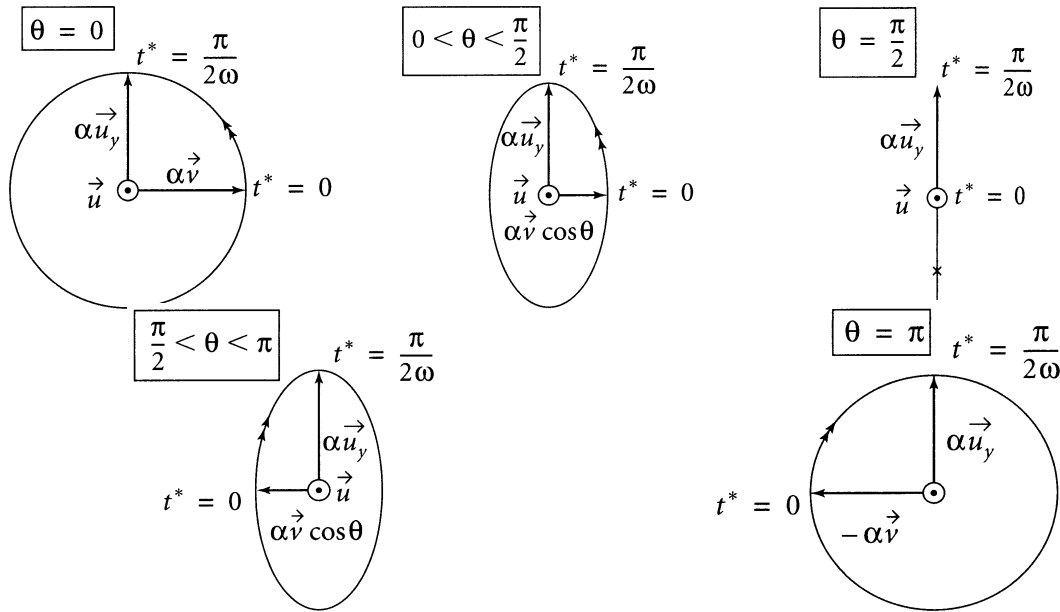 θ = 0
t* = π/2ω
αu⃗_y
αv⃗
u⃗
t* = 0
0 < θ < π/2
t* = π/2ω
αu⃗_y
u⃗
t* = 0
αv⃗ cosθ
θ = π/2
t* = π/2ω
αu⃗_y
u⃗
t* = 0
π/2 < θ < π
t* = π/2ω
αu⃗_y
u⃗
t* = 0
αv⃗ cosθ
θ = π
t* = π/2ω
αu⃗_y
t* = 0
−αv⃗